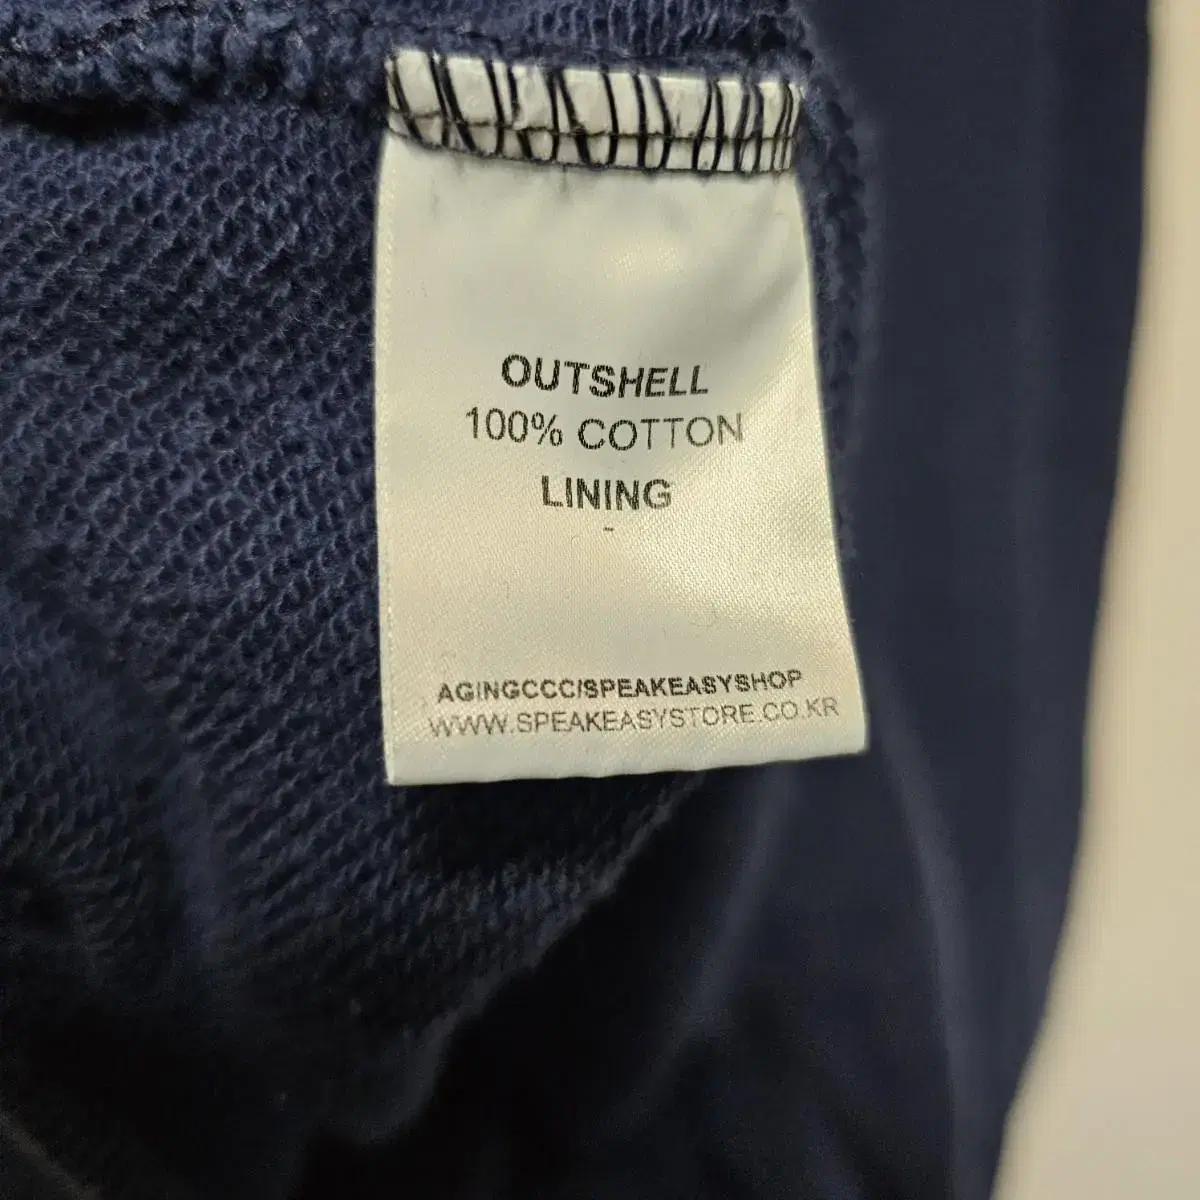 OUTSHELL
100% COTTON
LINING
-
AGINGCCC/SPEAKEASYSHOP
WWW.SPEAKEASYSTORE.CO.KR